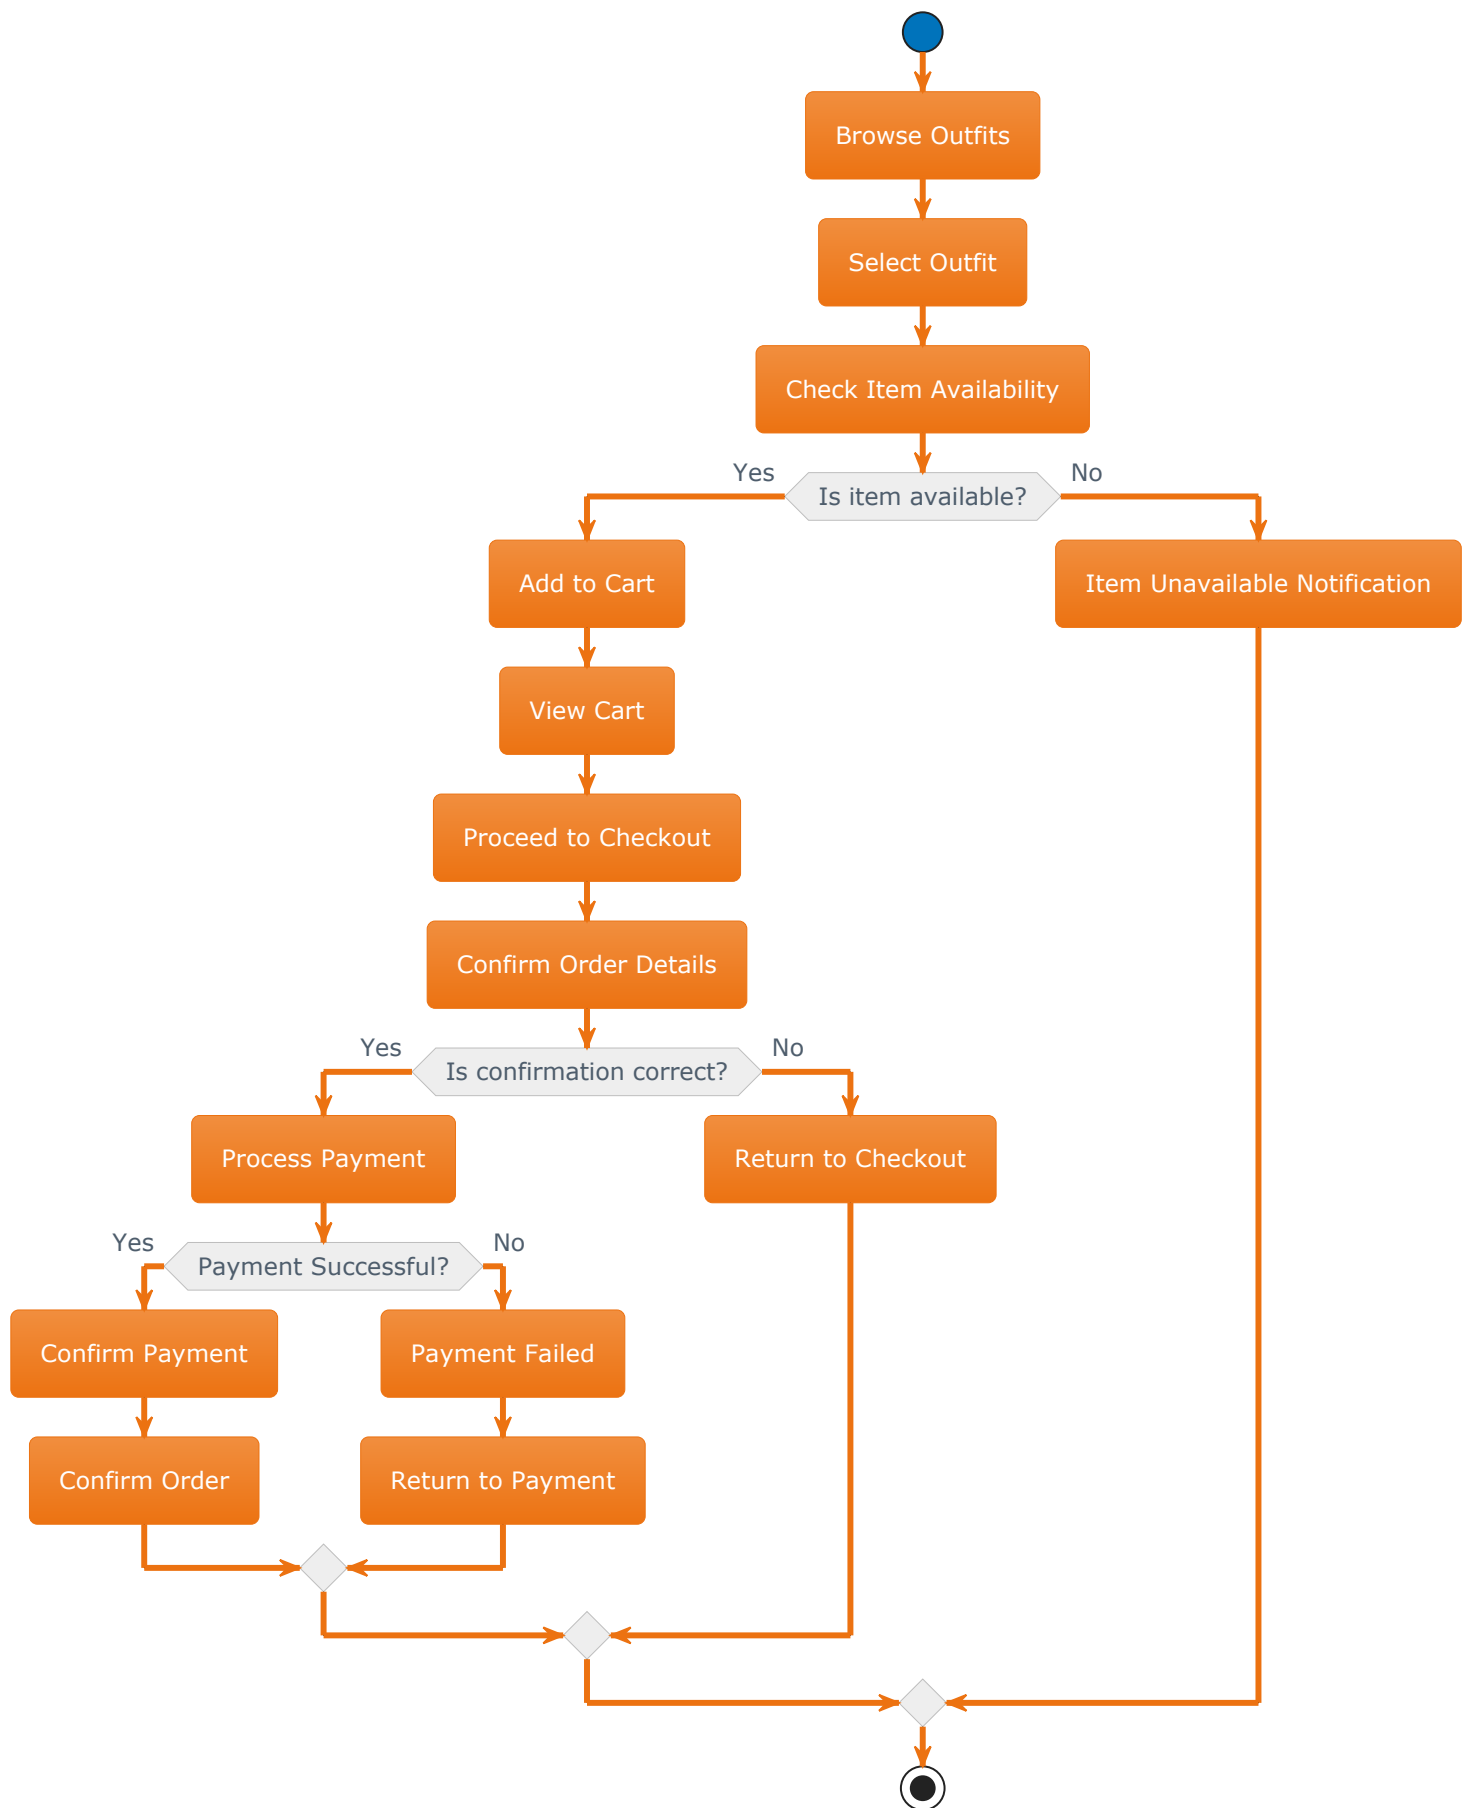 Browse Outfits
Select Outfit
Check Item Availability
Yes
Is item available?
No
Add to Cart
Item Unavailable Notification
View Cart
Proceed to Checkout
Confirm Order Details
Yes
Is confirmation correct?
No
Process Payment
Return to Checkout
Yes
Payment Successful?
No
Confirm Payment
Payment Failed
Confirm Order
Return to Payment